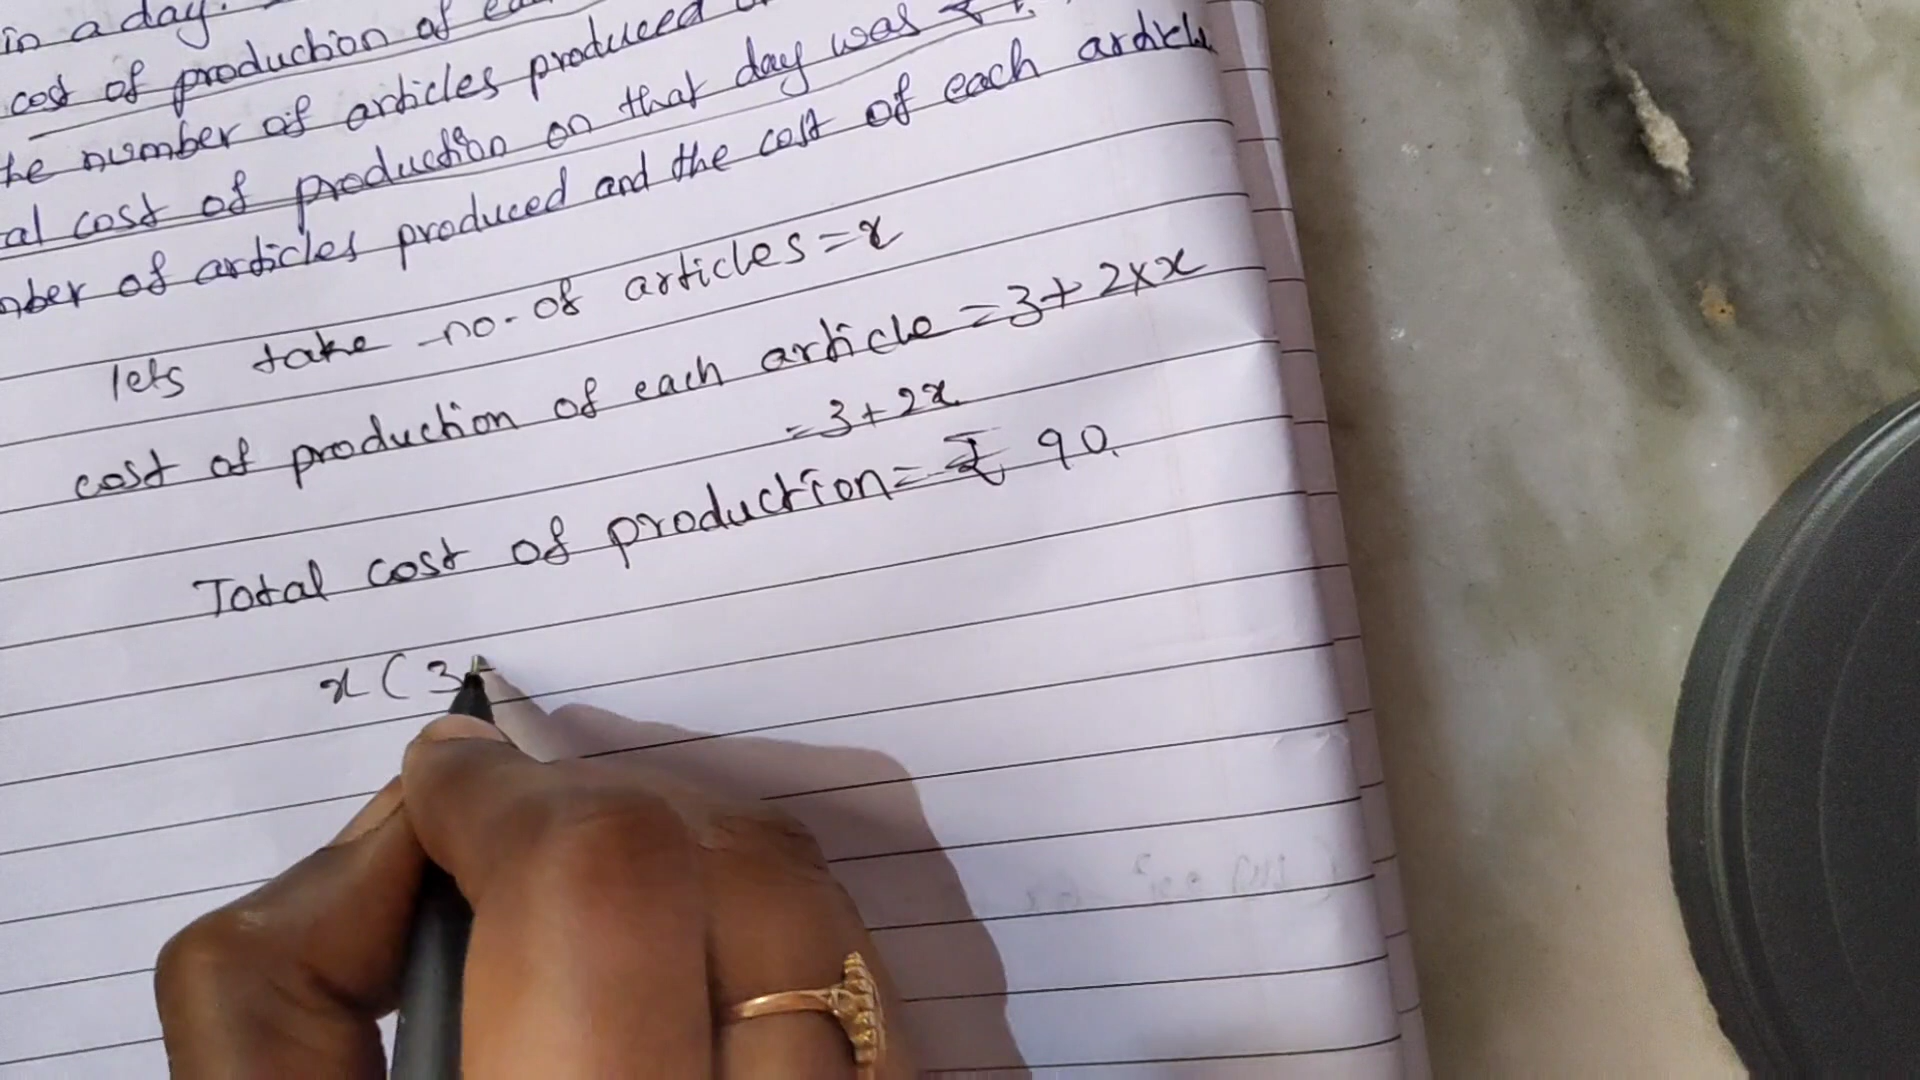 in a day.
cost of production of
he number of articles produced
al cost of production on that day was ₹
mber of articles produced and the cost of each article
lets take no. of articles = x
cost of production of each article = 3 + 2 × x
= 3 + 2x
Total cost of production = ₹ 90.
x ( 3